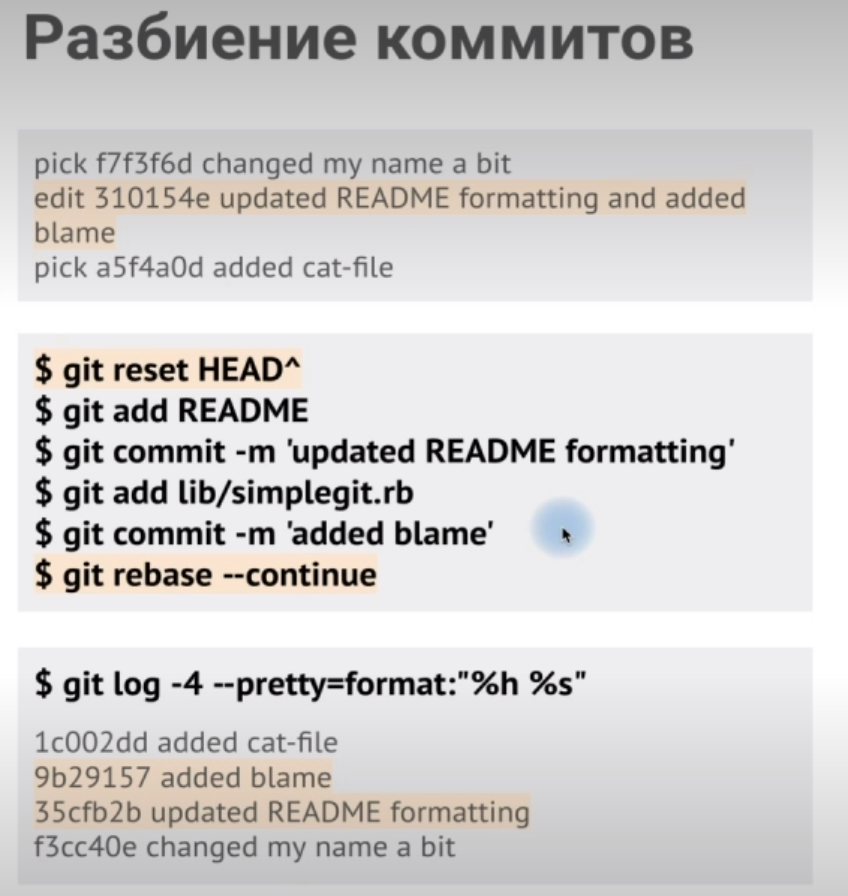 Разбиение коммитов
pick f7f3f6d changed my name a bit
edit 310154e updated README formatting and added
blame
pick a5f4a0d added cat-file
$ git reset HEAD^
$ git add README
$ git commit -m 'updated README formatting'
$ git add lib/simplegit.rb
$ git commit -m 'added blame'
$ git rebase --continue
$ git log -4 --pretty=format:"%h %s"
1c002dd added cat-file
9b29157 added blame
35cfb2b updated README formatting
f3cc40e changed my name a bit